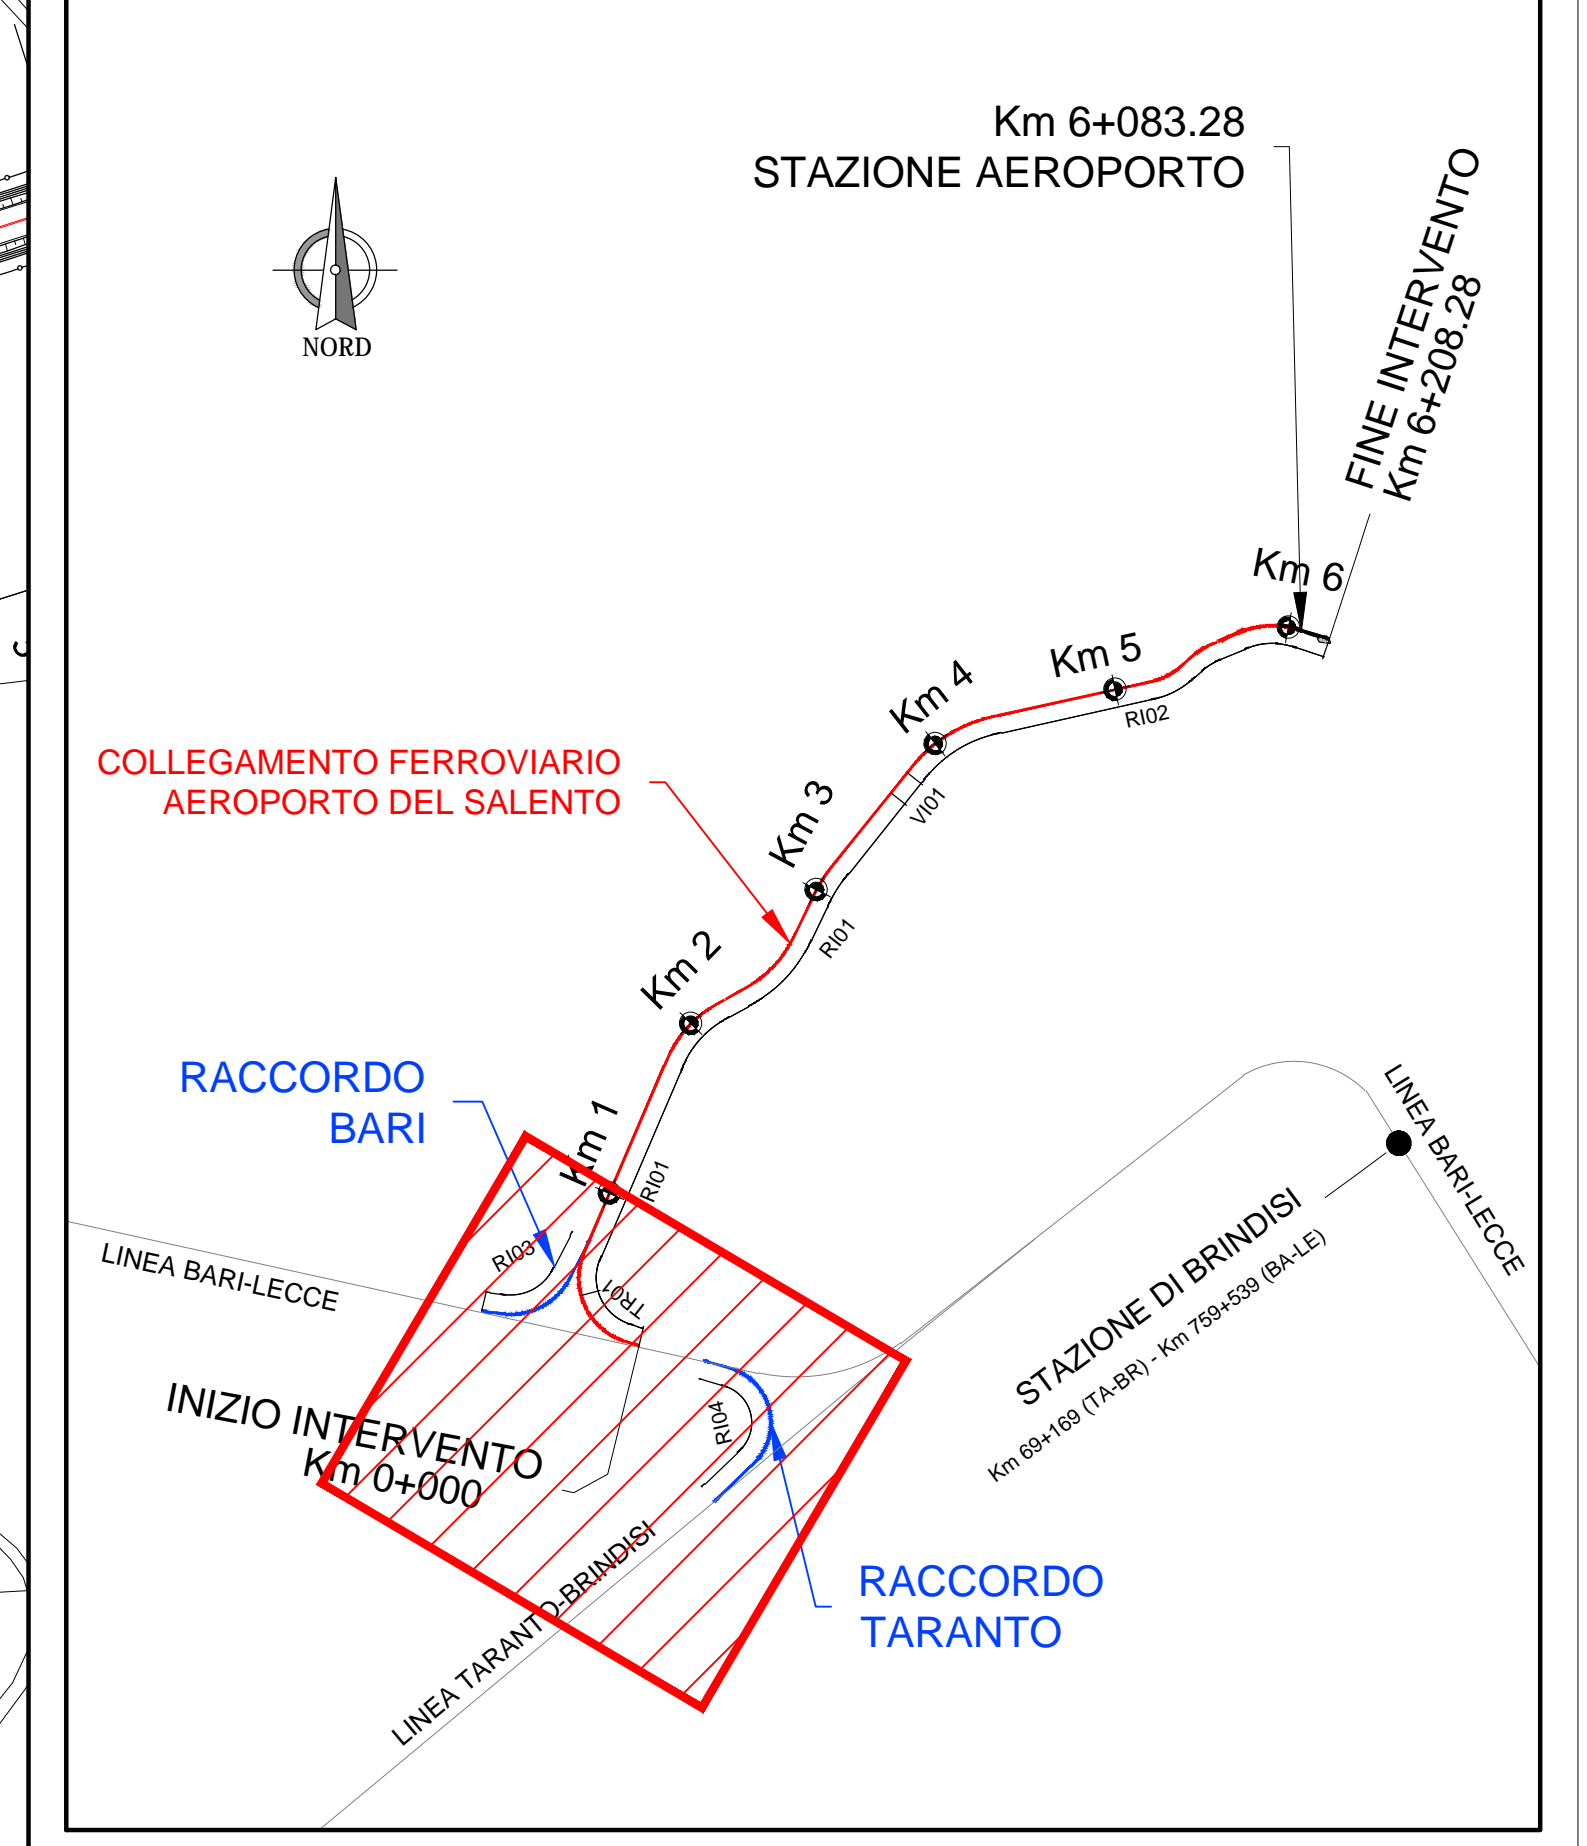 Km 6+083.28
STAZIONE AEROPORTO
NORD
FINE INTERVENTO
Km 6+208.28
Km 6
Km 5
RI02
Km 4
VI01
COLLEGAMENTO FERROVIARIO
AEROPORTO DEL SALENTO
Km 3
RI01
Km 2
RACCORDO
BARI
Km 1
RI01
LINEA BARI-LECCE
RI03
TR01
LINEA BARI-LECCE
STAZIONE DI BRINDISI
Km 69+169 (TA-BR) - Km 759+539 (BA-LE)
INIZIO INTERVENTO
Km 0+000
RI04
LINEA TARANTO-BRINDISI
RACCORDO
TARANTO